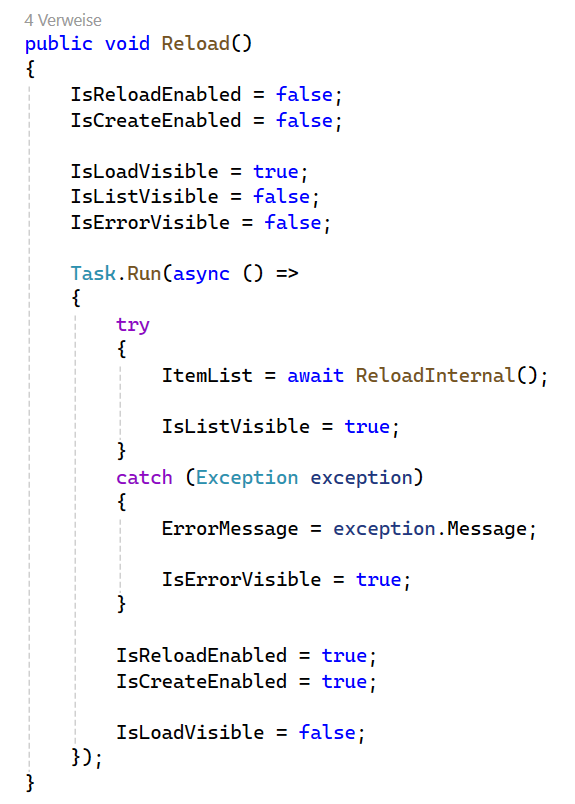 4 Verweise
public void Reload()
{
    IsReloadEnabled = false;
    IsCreateEnabled = false;

    IsLoadVisible = true;
    IsListVisible = false;
    IsErrorVisible = false;

    Task.Run(async () =>
    {
        try
        {
            ItemList = await ReloadInternal();

            IsListVisible = true;
        }
        catch (Exception exception)
        {
            ErrorMessage = exception.Message;

            IsErrorVisible = true;
        }

        IsReloadEnabled = true;
        IsCreateEnabled = true;

        IsLoadVisible = false;
    });
}